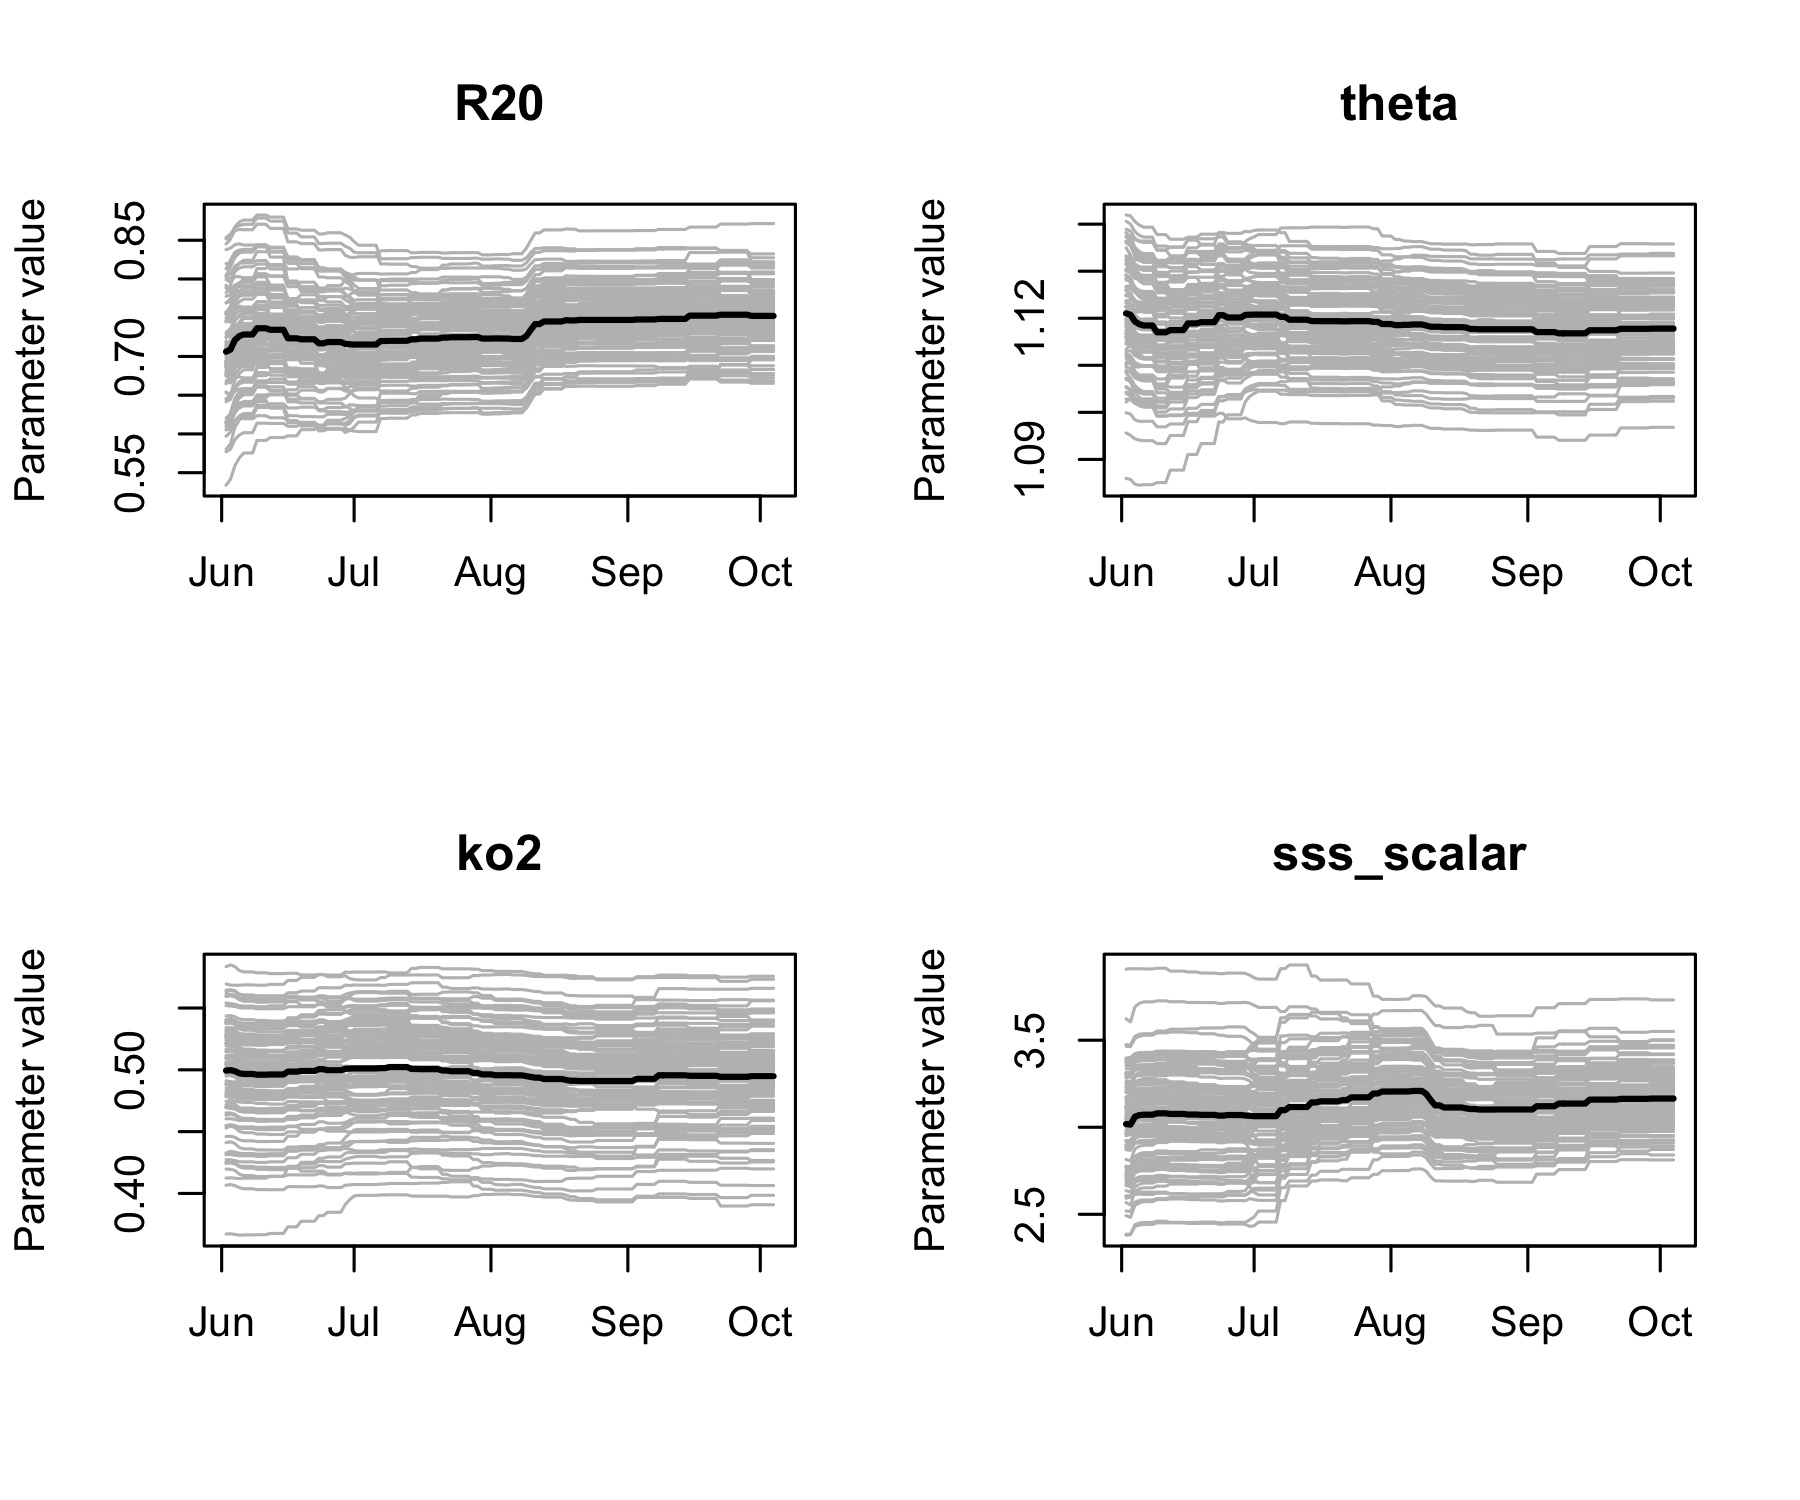 R20
Parameter value
0.85
0.70
0.55
Jun Jul Aug Sep Oct
theta
Parameter value
1.12
1.09
Jun Jul Aug Sep Oct
ko2
Parameter value
0.50
0.40
Jun Jul Aug Sep Oct
sss_scalar
Parameter value
3.5
2.5
Jun Jul Aug Sep Oct